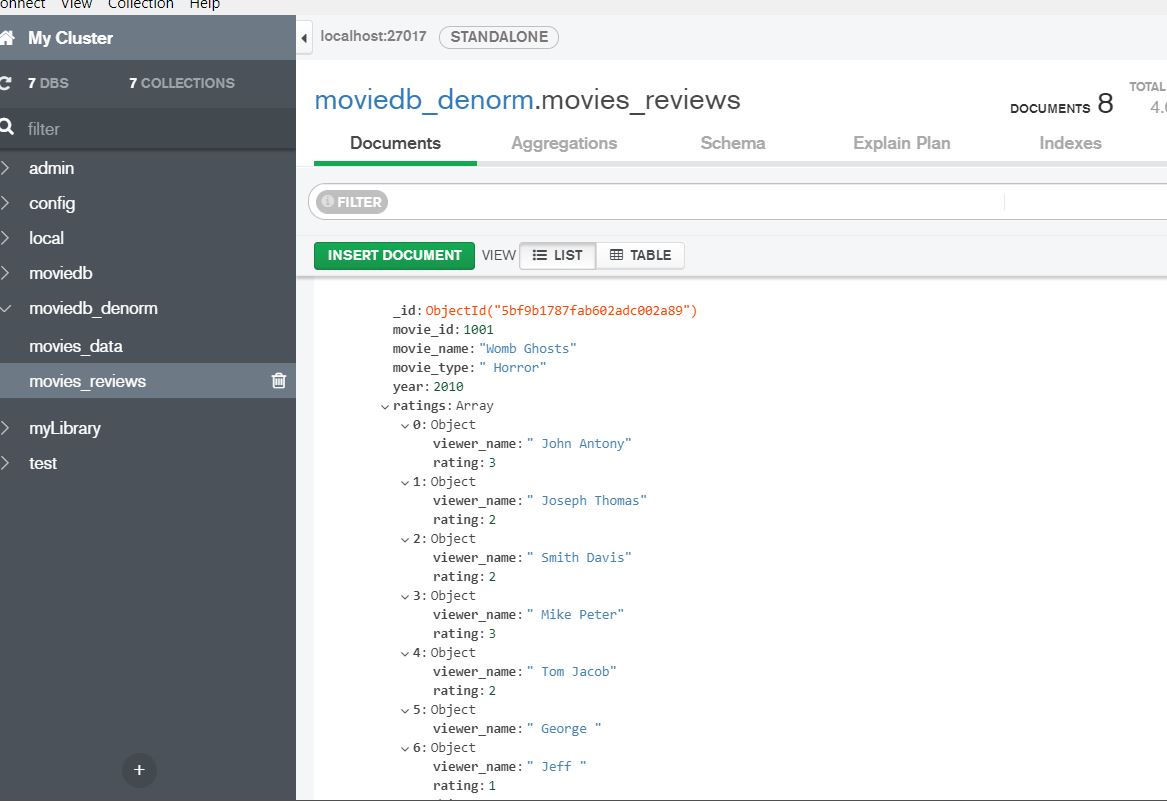 View Collection Help
My Cluster
7 DBS 7 COLLECTIONS
filter
admin
config
local
moviedb
moviedb_denorm
movies_data
movies_reviews
myLibrary
test
+
localhost:27017 STANDALONE
moviedb_denorm.movies_reviews
DOCUMENTS 8 TOTAL
Documents Aggregations Schema Explain Plan Indexes
FILTER
INSERT DOCUMENT VIEW LIST TABLE
_id: ObjectId("5bf9b1787fab602adc002a89")
movie_id: 1001
movie_name: "Womb Ghosts"
movie_type: " Horror"
year: 2010
ratings: Array
0: Object
viewer_name: " John Antony"
rating: 3
1: Object
viewer_name: " Joseph Thomas"
rating: 2
2: Object
viewer_name: " Smith Davis"
rating: 2
3: Object
viewer_name: " Mike Peter"
rating: 3
4: Object
viewer_name: " Tom Jacob"
rating: 2
5: Object
viewer_name: " George "
6: Object
viewer_name: " Jeff "
rating: 1